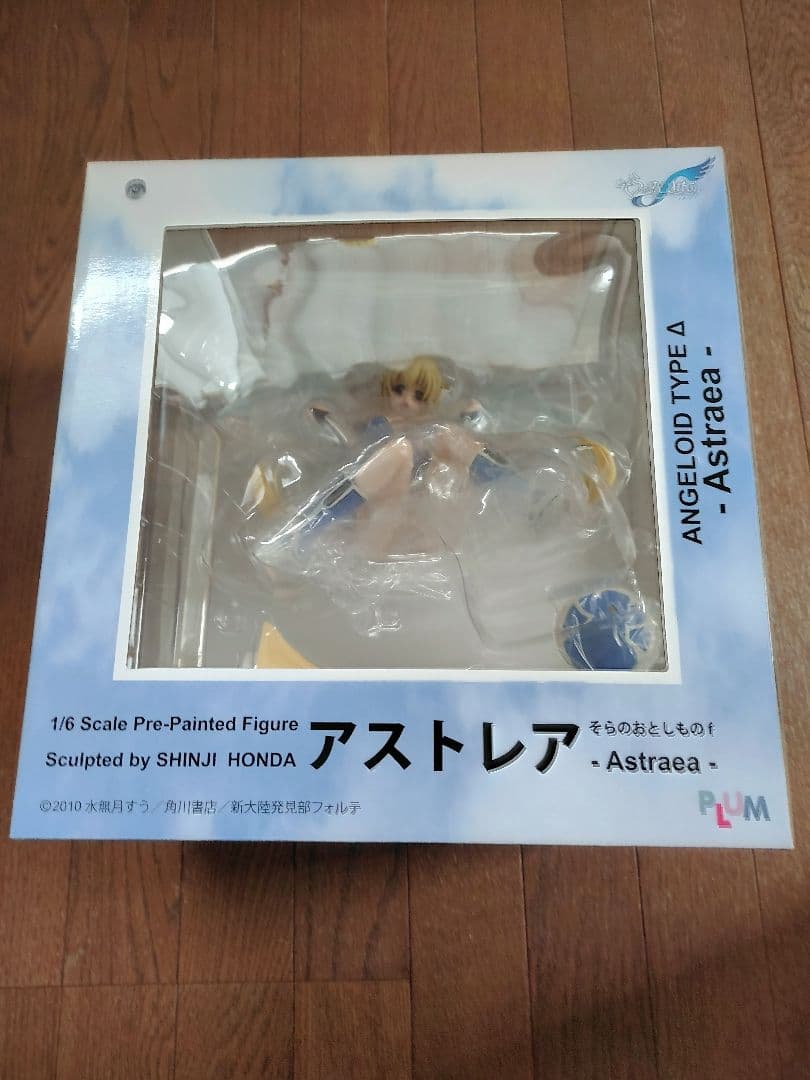 ANGELOID TYPE Δ
- Astraea -
1/6 Scale Pre-Painted Figure
Sculpted by SHINJI HONDA
アストレア
そらのおとしものf
- Astraea -
©2010 水無月すう／角川書店／新大陸発見部フォルテ
PLUM